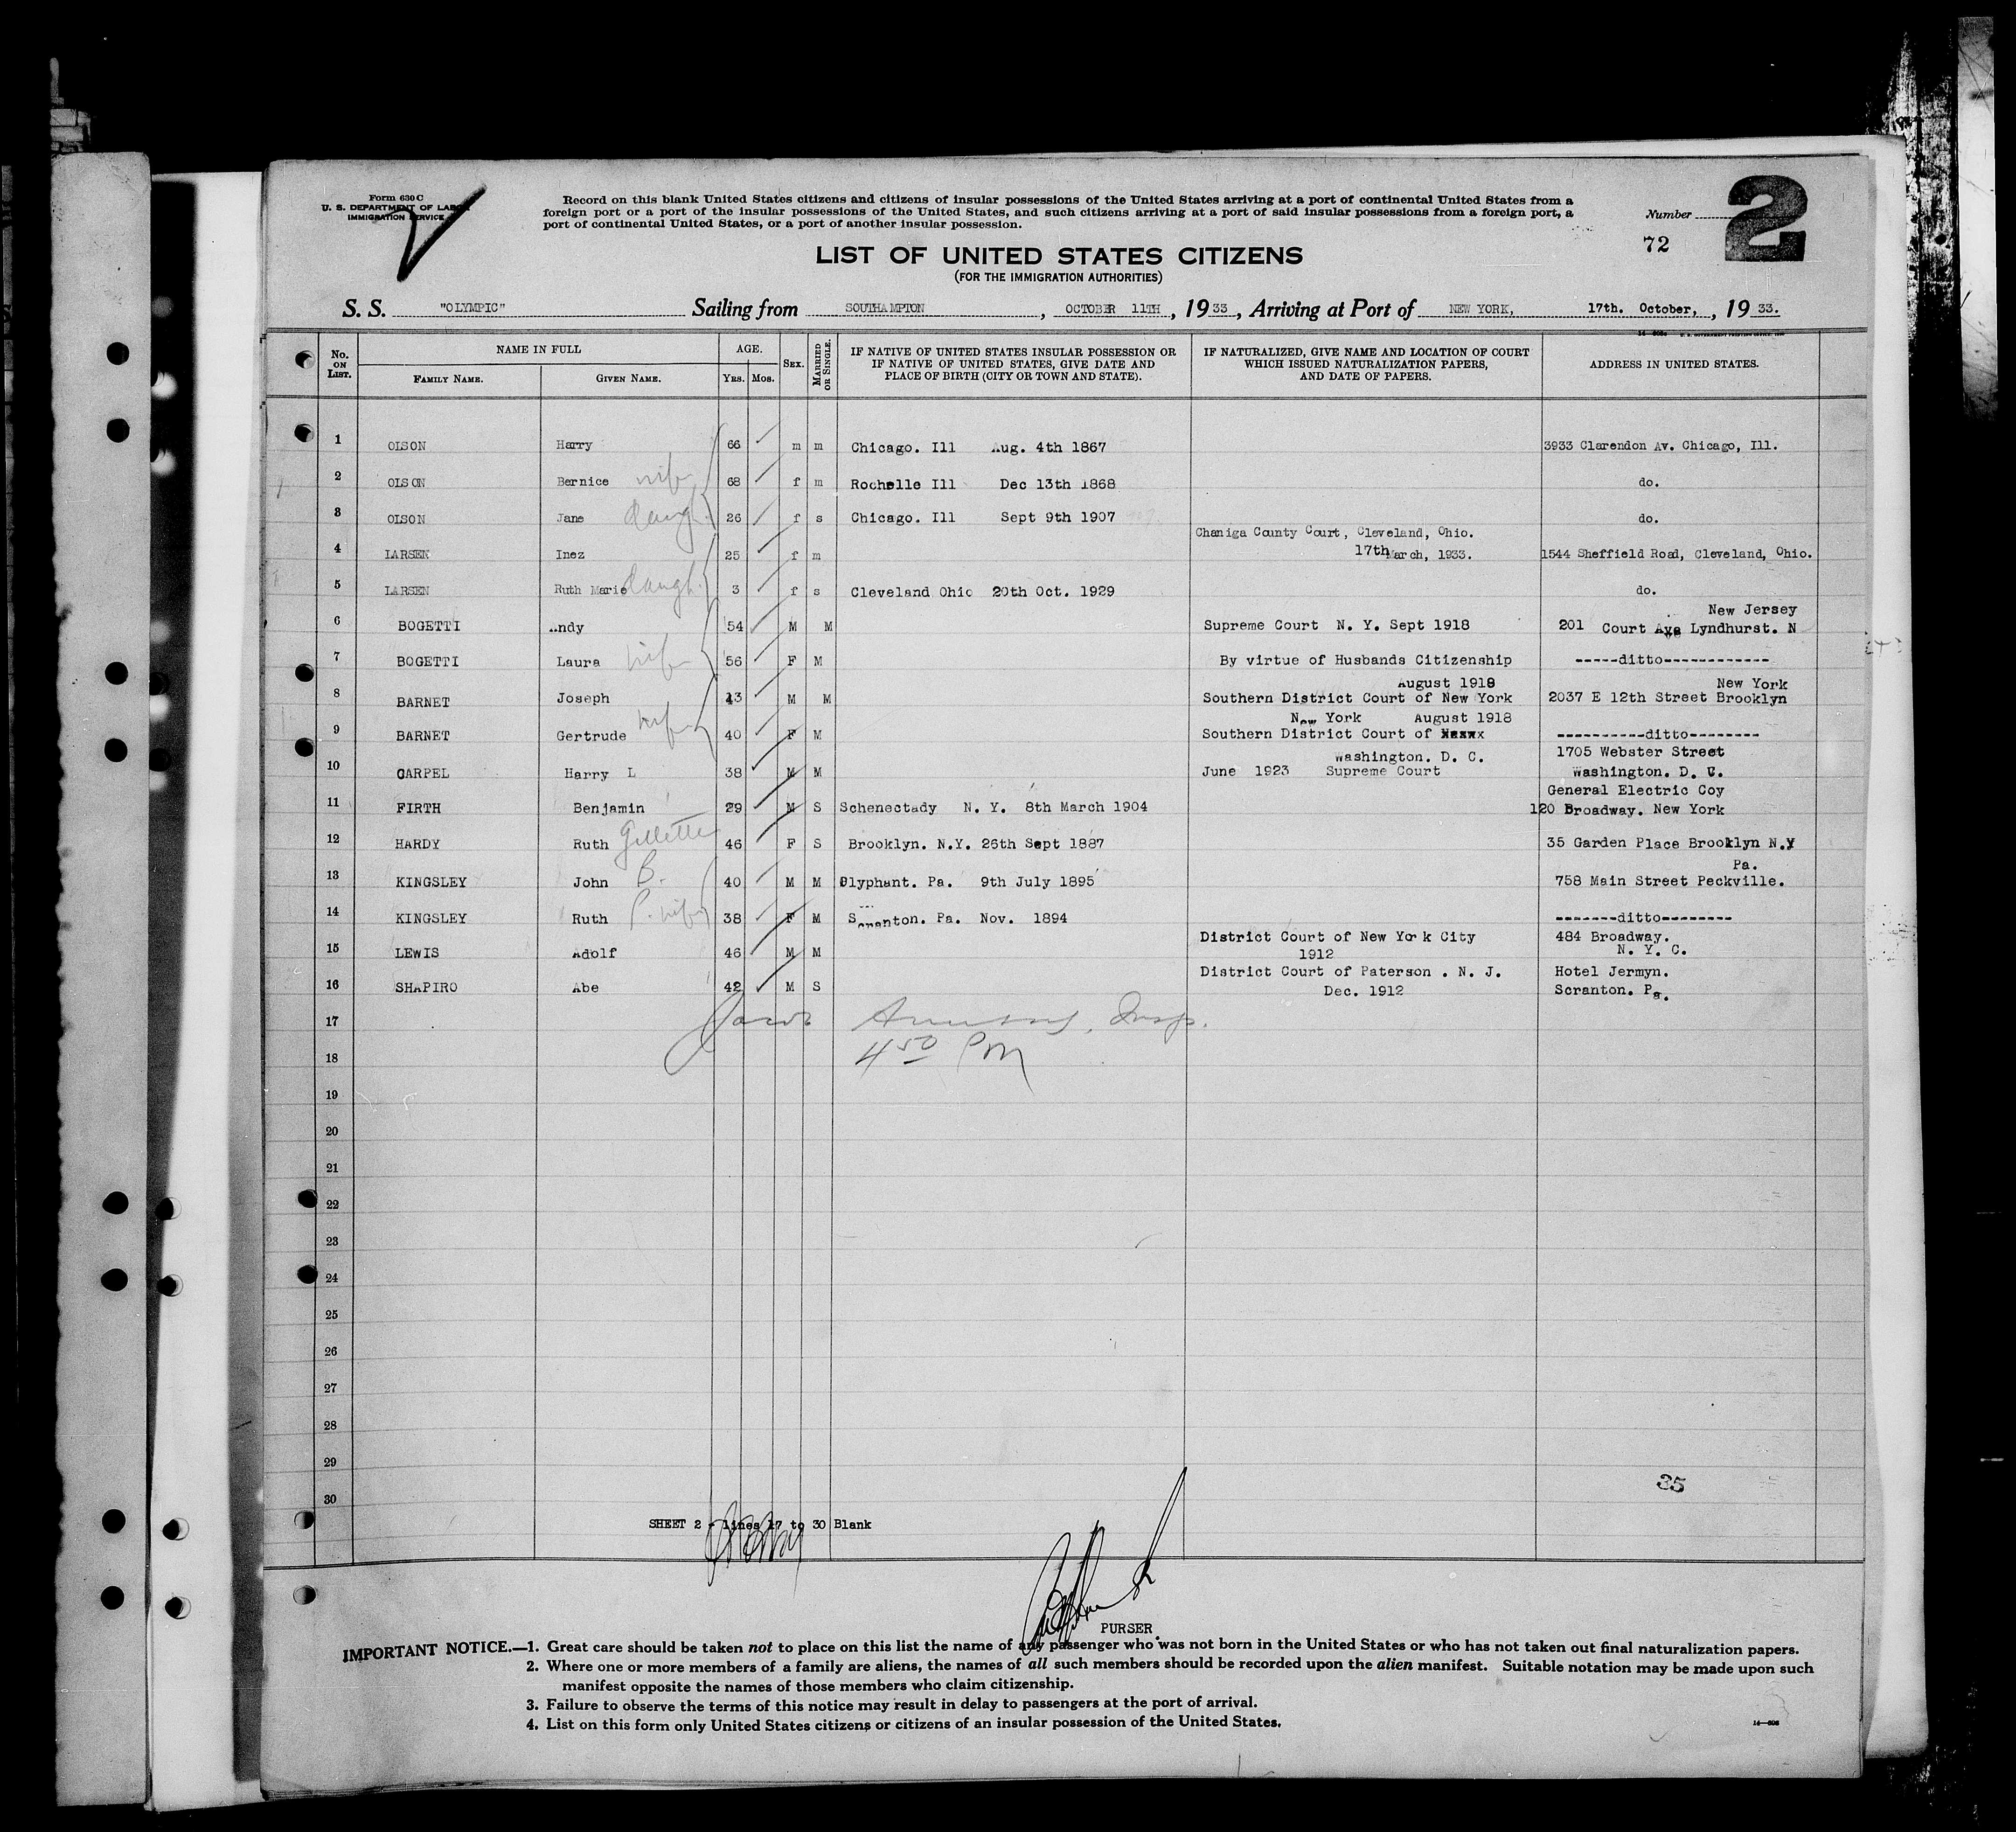 Form 630 C
U. S. DEPARTMENT OF LABOR
IMMIGRATION SERVICE
Record on this blank United States citizens and citizens of insular possessions of the United States arriving at a port of continental United States from a
foreign port or a port of the insular possessions of the United States, and such citizens arriving at a port of said insular possessions from a foreign port, a
port of continental United States, or a port of another insular possession.
Number 2
72
LIST OF UNITED STATES CITIZENS
(FOR THE IMMIGRATION AUTHORITIES)
S. S. "OLYMPIC" Sailing from SOUTHAMPTON, OCTOBER 11TH, 1933, Arriving at Port of NEW YORK, 17th. October, , 1933.
No. ON LIST. NAME IN FULL AGE. SEX. MARRIED OR SINGLE. IF NATIVE OF UNITED STATES INSULAR POSSESSION OR IF NATIVE OF UNITED STATES, GIVE DATE AND PLACE OF BIRTH (CITY OR TOWN AND STATE). IF NATURALIZED, GIVE NAME AND LOCATION OF COURT WHICH ISSUED NATURALIZATION PAPERS, AND DATE OF PAPERS. ADDRESS IN UNITED STATES.
FAMILY NAME. GIVEN NAME. YRS. MOS.
1 OLSON Harry 66 m m Chicago. Ill Aug. 4th 1867 3933 Clarendon Av. Chicago, Ill.
2 OLSON Bernice wife 68 f m Rochelle Ill Dec 13th 1868 do.
3 OLSON Jane daugh. 26 f s Chicago. Ill Sept 9th 1907 do.
Chaniga County Court, Cleveland, Ohio.
4 LARSEN Inez 25 f m 17th March, 1933. 1544 Sheffield Road, Cleveland, Ohio.
5 LARSEN Ruth Marie daugh. 3 f s Cleveland Ohio 20th Oct. 1929 do.
New Jersey
6 BOGETTI Andy 54 M M Supreme Court N. Y. Sept 1918 201 Court Ave Lyndhurst. N
7 BOGETTI Laura wife 56 F M By virtue of Husbands Citizenship -----ditto------------
August 1918 New York
8 BARNET Joseph 43 M M Southern District Court of New York 2037 E 12th Street Brooklyn
New York August 1918
9 BARNET Gertrude wife 40 F M Southern District Court of ----------ditto--------
Washington. D. C. 1705 Webster Street
10 CARPEL Harry L 38 M M June 1923 Supreme Court Washington. D. C.
General Electric Coy
11 FIRTH Benjamin 29 M S Schenectady N. Y. 8th March 1904 120 Broadway. New York
12 HARDY Ruth Gillette 46 F S Brooklyn. N.Y. 26th Sept 1887 35 Garden Place Brooklyn N.Y
Pa.
13 KINGSLEY John B. 40 M M Olyphant. Pa. 9th July 1895 758 Main Street Peckville.
14 KINGSLEY Ruth P. wife 38 F M Scranton. Pa. Nov. 1894 -------ditto--------
District Court of New York City 484 Broadway.
15 LEWIS Adolf 46 M M 1912 N. Y. C.
District Court of Paterson . N. J. Hotel Jermyn.
16 SHAPIRO Abe 42 M S Dec. 1912 Scranton. Pa.
17 Insp.
18 4 50 PM
19
20
21
22
23
24
25
26
27
28
29
35
30
SHEET 2 - lines 17 to 30 Blank
PURSER.
IMPORTANT NOTICE.—1. Great care should be taken not to place on this list the name of any passenger who was not born in the United States or who has not taken out final naturalization papers.
2. Where one or more members of a family are aliens, the names of all such members should be recorded upon the alien manifest. Suitable notation may be made upon such
manifest opposite the names of those members who claim citizenship.
3. Failure to observe the terms of this notice may result in delay to passengers at the port of arrival.
4. List on this form only United States citizens or citizens of an insular possession of the United States.